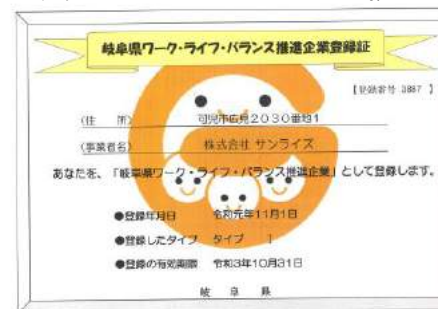 岐阜県ワーク・ライフ・バランス推進企業登録証
【登録番号 3887 】
(住 所) 可児市広見2030番地1
(事業者名) 株式会社 サンライズ
あなたを、「岐阜県ワーク・ライフ・バランス推進企業」として登録します。
●登録年月日 令和元年11月1日
●登録したタイプ タイプ I
●登録の有効期限 令和3年10月31日
岐 阜 県